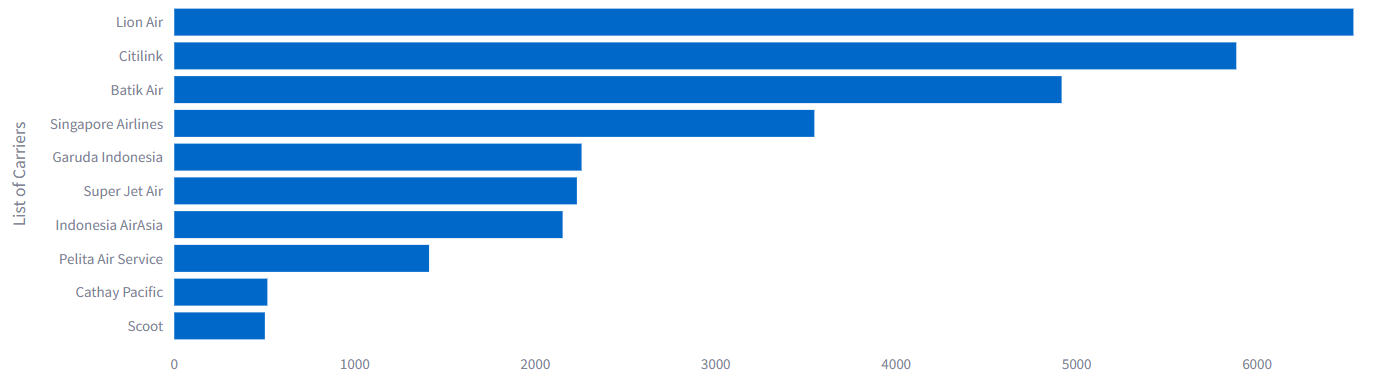 List of Carriers
Lion Air
Citilink
Batik Air
Singapore Airlines
Garuda Indonesia
Super Jet Air
Indonesia AirAsia
Pelita Air Service
Cathay Pacific
Scoot
0 1000 2000 3000 4000 5000 6000